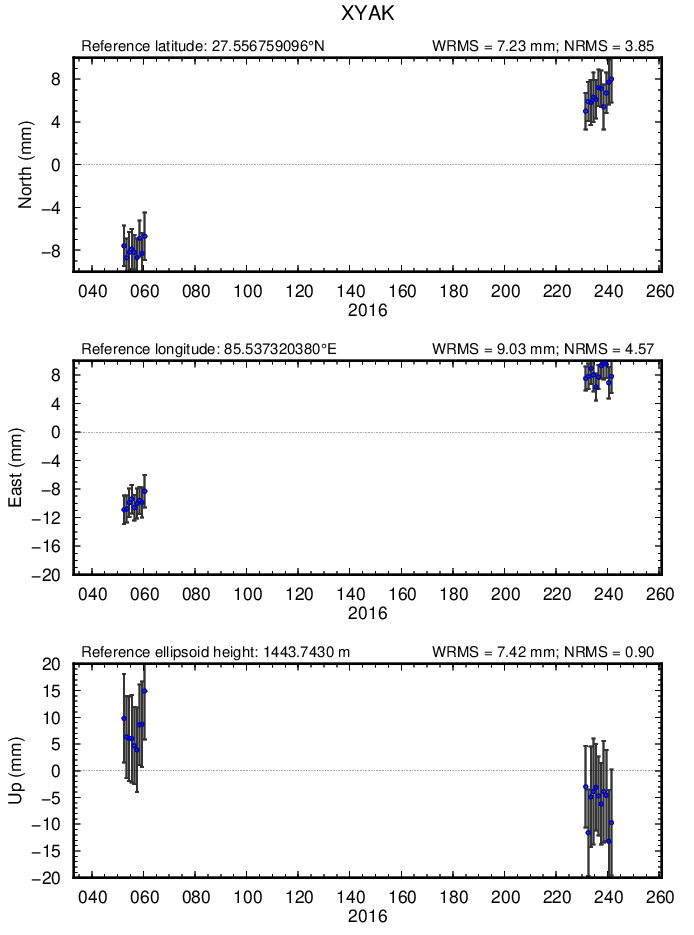 XYAK
Reference latitude: 27.556759096°N WRMS = 7.23 mm; NRMS = 3.85
8
4
0
−4
−8
North (mm)
040 060 080 100 120 140 160 180 200 220 240 260
2016
Reference longitude: 85.537320380°E WRMS = 9.03 mm; NRMS = 4.57
8
4
0
−4
−8
−12
−16
−20
East (mm)
040 060 080 100 120 140 160 180 200 220 240 260
2016
Reference ellipsoid height: 1443.7430 m WRMS = 7.42 mm; NRMS = 0.90
20
15
10
5
0
−5
−10
−15
−20
Up (mm)
040 060 080 100 120 140 160 180 200 220 240 260
2016